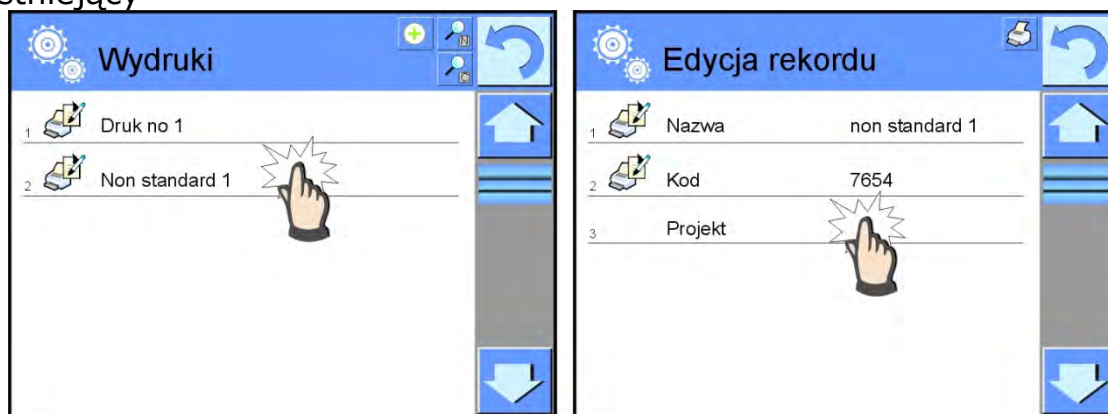 Wydruki
N
C
1 Druk no 1
2 Non standard 1
Edycja rekordu
1 Nazwa non standard 1
2 Kod 7654
3 Projekt